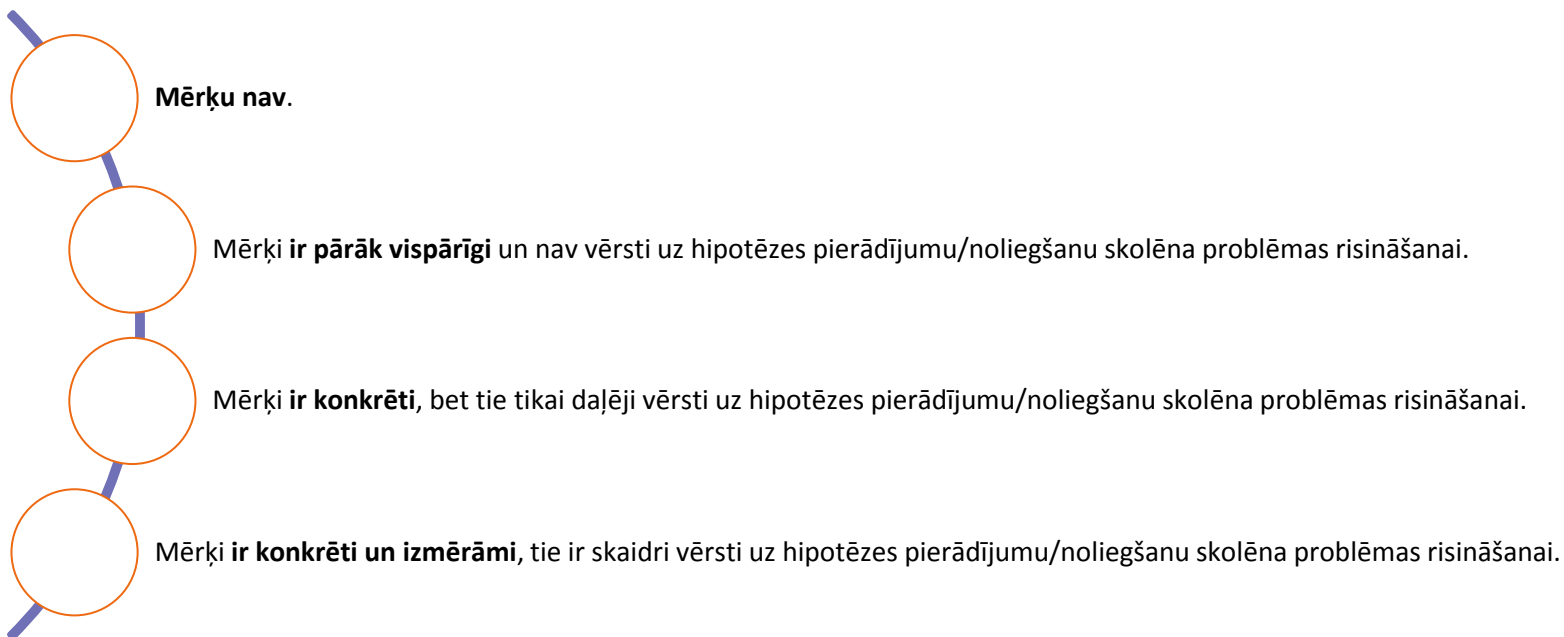 Mērķu nav.
Mērķi ir pārāk vispārīgi un nav vērsti uz hipotēzes pierādījumu/noliegšanu skolēna problēmas risināšanai.
Mērķi ir konkrēti, bet tie tikai daļēji vērsti uz hipotēzes pierādījumu/noliegšanu skolēna problēmas risināšanai.
Mērķi ir konkrēti un izmērāmi, tie ir skaidri vērsti uz hipotēzes pierādījumu/noliegšanu skolēna problēmas risināšanai.